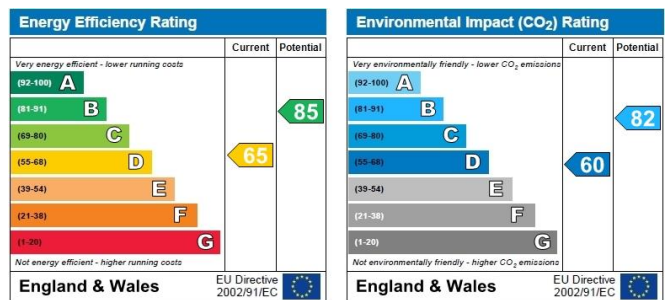 Energy Efficiency Rating
Current Potential
Very energy efficient - lower running costs
(92-100) A
(81-91) B
85
(69-80) C
(55-68) D
65
(39-54) E
(21-38) F
(1-20) G
Not energy efficient - higher running costs
England & Wales
EU Directive
2002/91/EC
Environmental Impact (CO₂) Rating
Current Potential
Very environmentally friendly - lower CO₂ emissions
(92-100) A
(81-91) B
82
(69-80) C
(55-68) D
60
(39-54) E
(21-38) F
(1-20) G
Not environmentally friendly - higher CO₂ emissions
England & Wales
EU Directive
2002/91/EC